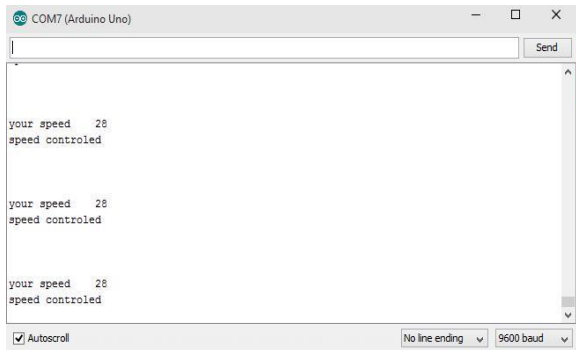 COM7 (Arduino Uno)
Send
your speed    28
speed controled
your speed    28
speed controled
your speed    28
speed controled
Autoscroll
No line ending
9600 baud